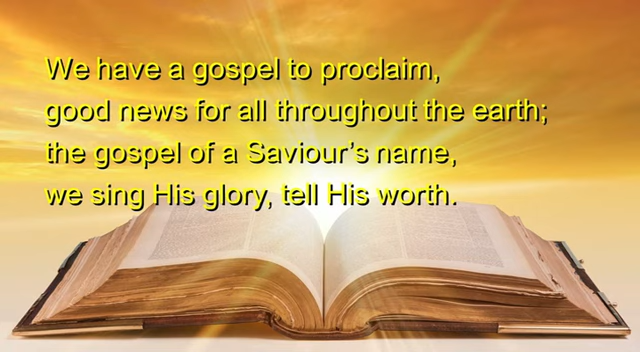 We have a gospel to proclaim,
good news for all throughout the earth;
the gospel of a Saviour’s name,
we sing His glory, tell His worth.